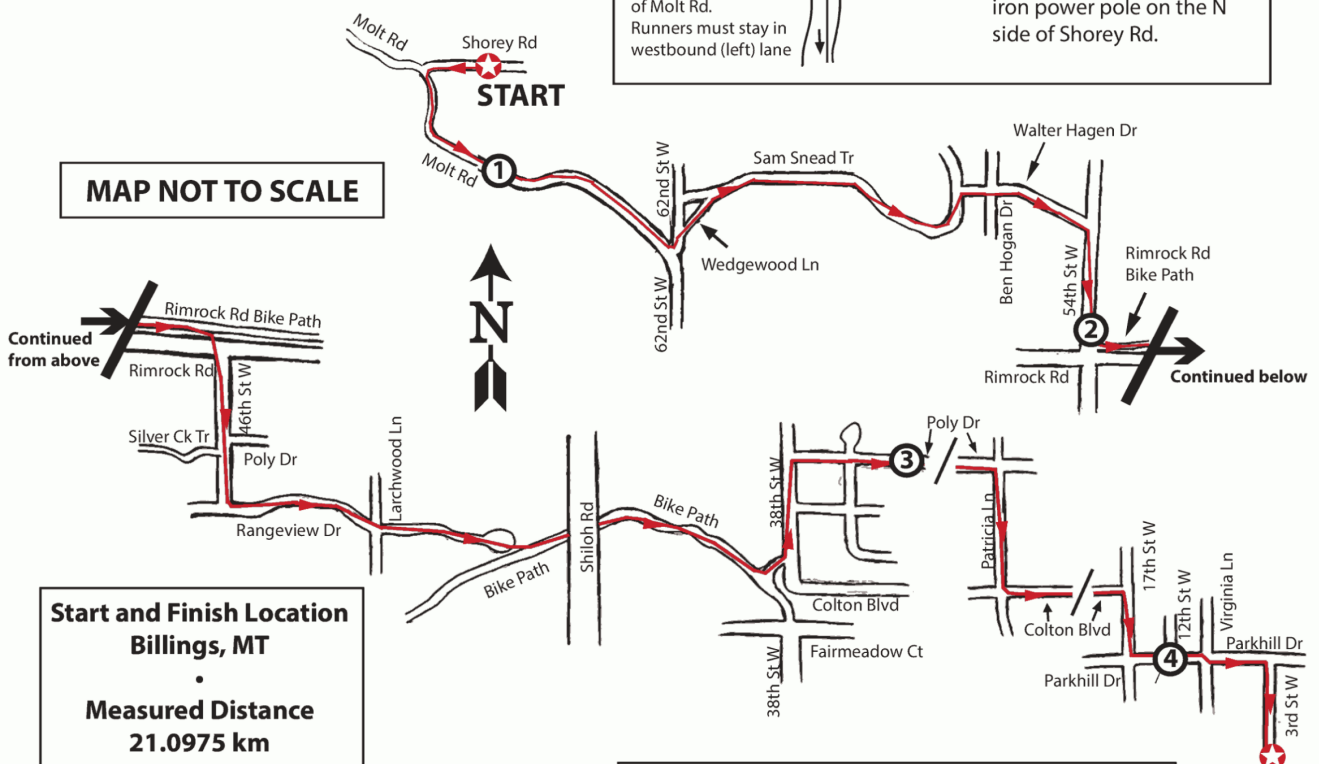 of Molt Rd.
Runners must stay in
westbound (left) lane
iron power pole on the N
side of Shorey Rd.
Molt Rd
Shorey Rd
START
Molt Rd
1
MAP NOT TO SCALE
62nd St W
Sam Snead Tr
Walter Hagen Dr
Wedgewood Ln
62nd St W
Ben Hogan Dr
54th St W
Rimrock Rd
Bike Path
2
Rimrock Rd
Continued below
N
Continued
from above
Rimrock Rd Bike Path
Rimrock Rd
46th St W
Silver Ck Tr
Poly Dr
Rangeview Dr
Larchwood Ln
Bike Path
Shiloh Rd
Bike Path
38th St W
3
Poly Dr
Colton Blvd
Fairmeadow Ct
38th St W
Patricia Ln
Colton Blvd
17th St W
12th St W
Virginia Ln
4
Parkhill Dr
Parkhill Dr
3rd St W
Start and Finish Location
Billings, MT
•
Measured Distance
21.0975 km